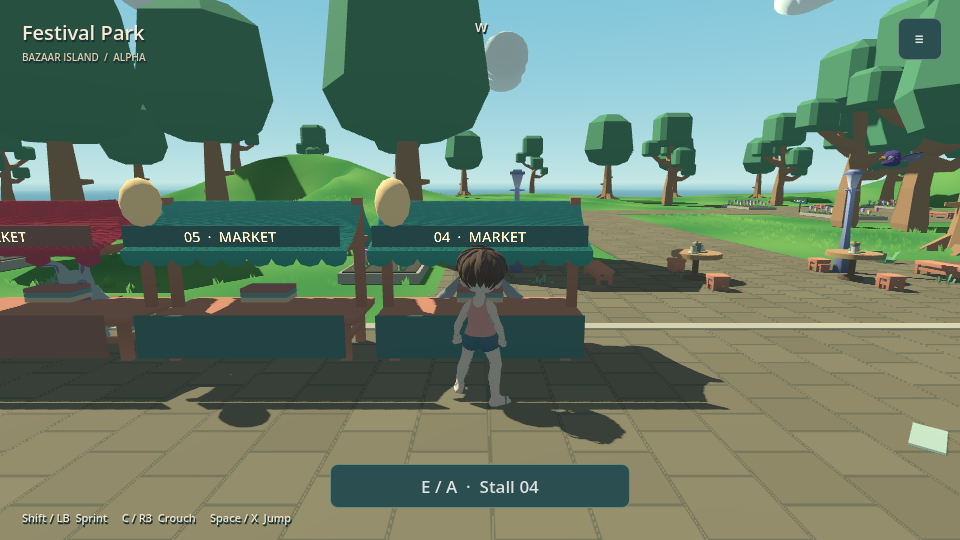 Festival Park
BAZAAR ISLAND / ALPHA
W
≡
KET
05 · MARKET
04 · MARKET
E / A · Stall 04
Shift / LB Sprint C / R3 Crouch Space / X Jump